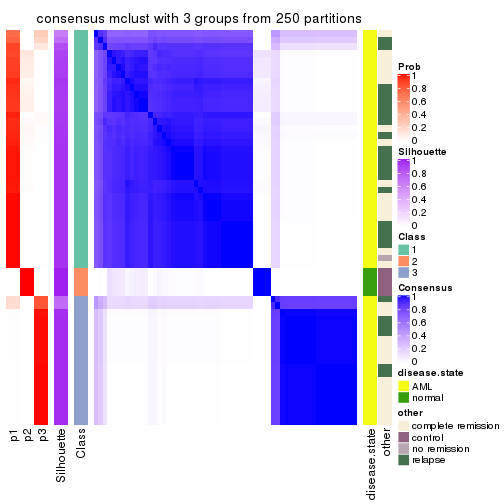 consensus mclust with 3 groups from 250 partitions
Prob
1
0.8
0.6
0.4
0.2
0
Silhouette
1
0.8
0.6
0.4
0.2
0
Class
1
2
3
Consensus
1
0.8
0.6
0.4
0.2
0
disease.state
AML
normal
other
complete remission
control
no remission
relapse
p1
p2
p3
Silhouette
Class
disease.state
other